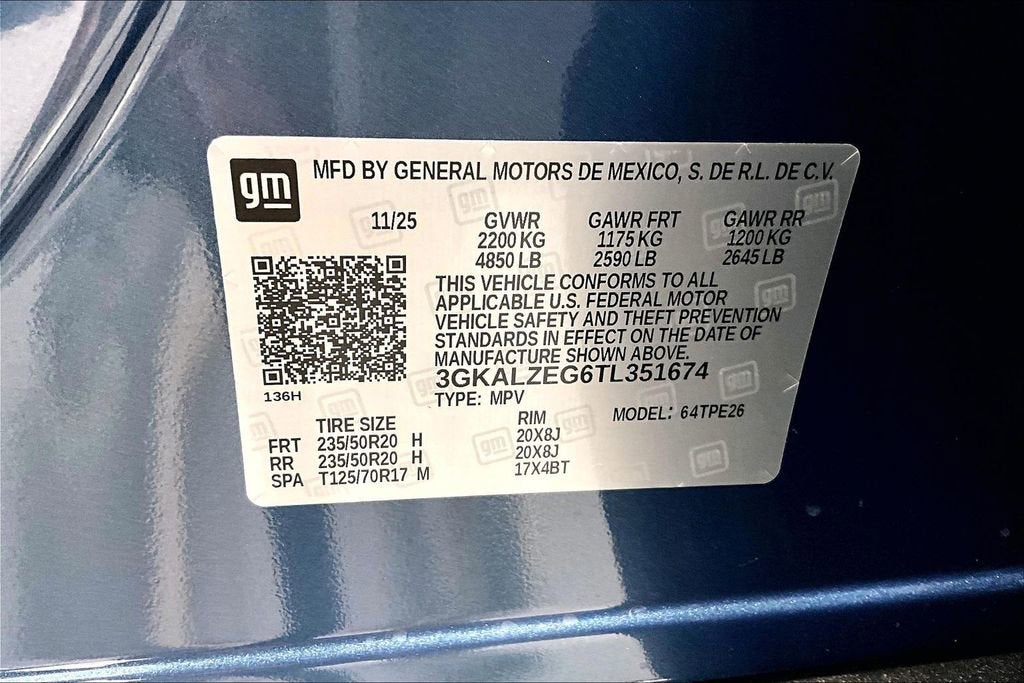 gm MFD BY GENERAL MOTORS DE MEXICO, S. DE R.L. DE C.V.
11/25 GVWR GAWR FRT GAWR RR
2200 KG 1175 KG 1200 KG
4850 LB 2590 LB 2645 LB
THIS VEHICLE CONFORMS TO ALL
APPLICABLE U.S. FEDERAL MOTOR
VEHICLE SAFETY AND THEFT PREVENTION
STANDARDS IN EFFECT ON THE DATE OF
MANUFACTURE SHOWN ABOVE.
3GKALZEG6TL351674
136H
TYPE: MPV
TIRE SIZE RIM MODEL: 64TPE26
FRT 235/50R20 H 20X8J
RR 235/50R20 H 20X8J
SPA T125/70R17 M 17X4BT